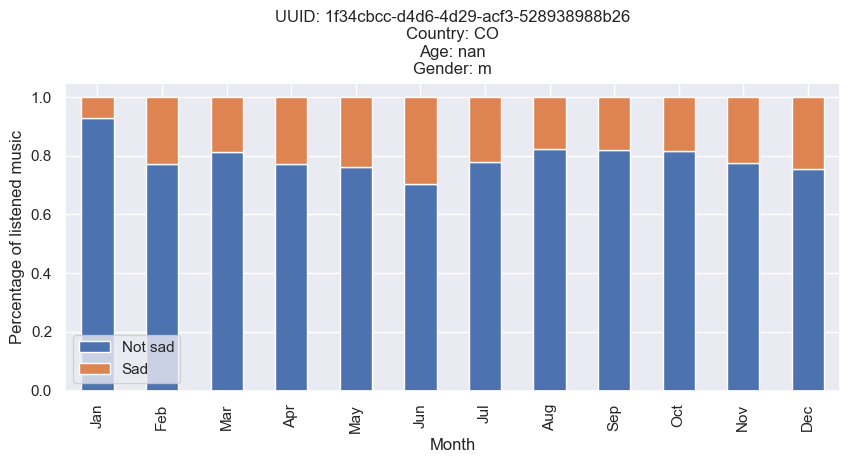 UUID: 1f34cbcc-d4d6-4d29-acf3-528938988b26
Country: CO
Age: nan
Gender: m
Percentage of listened music
1.0
0.8
0.6
0.4
0.2
0.0
Not sad
Sad
Jan
Feb
Mar
Apr
May
Jun
Jul
Aug
Sep
Oct
Nov
Dec
Month